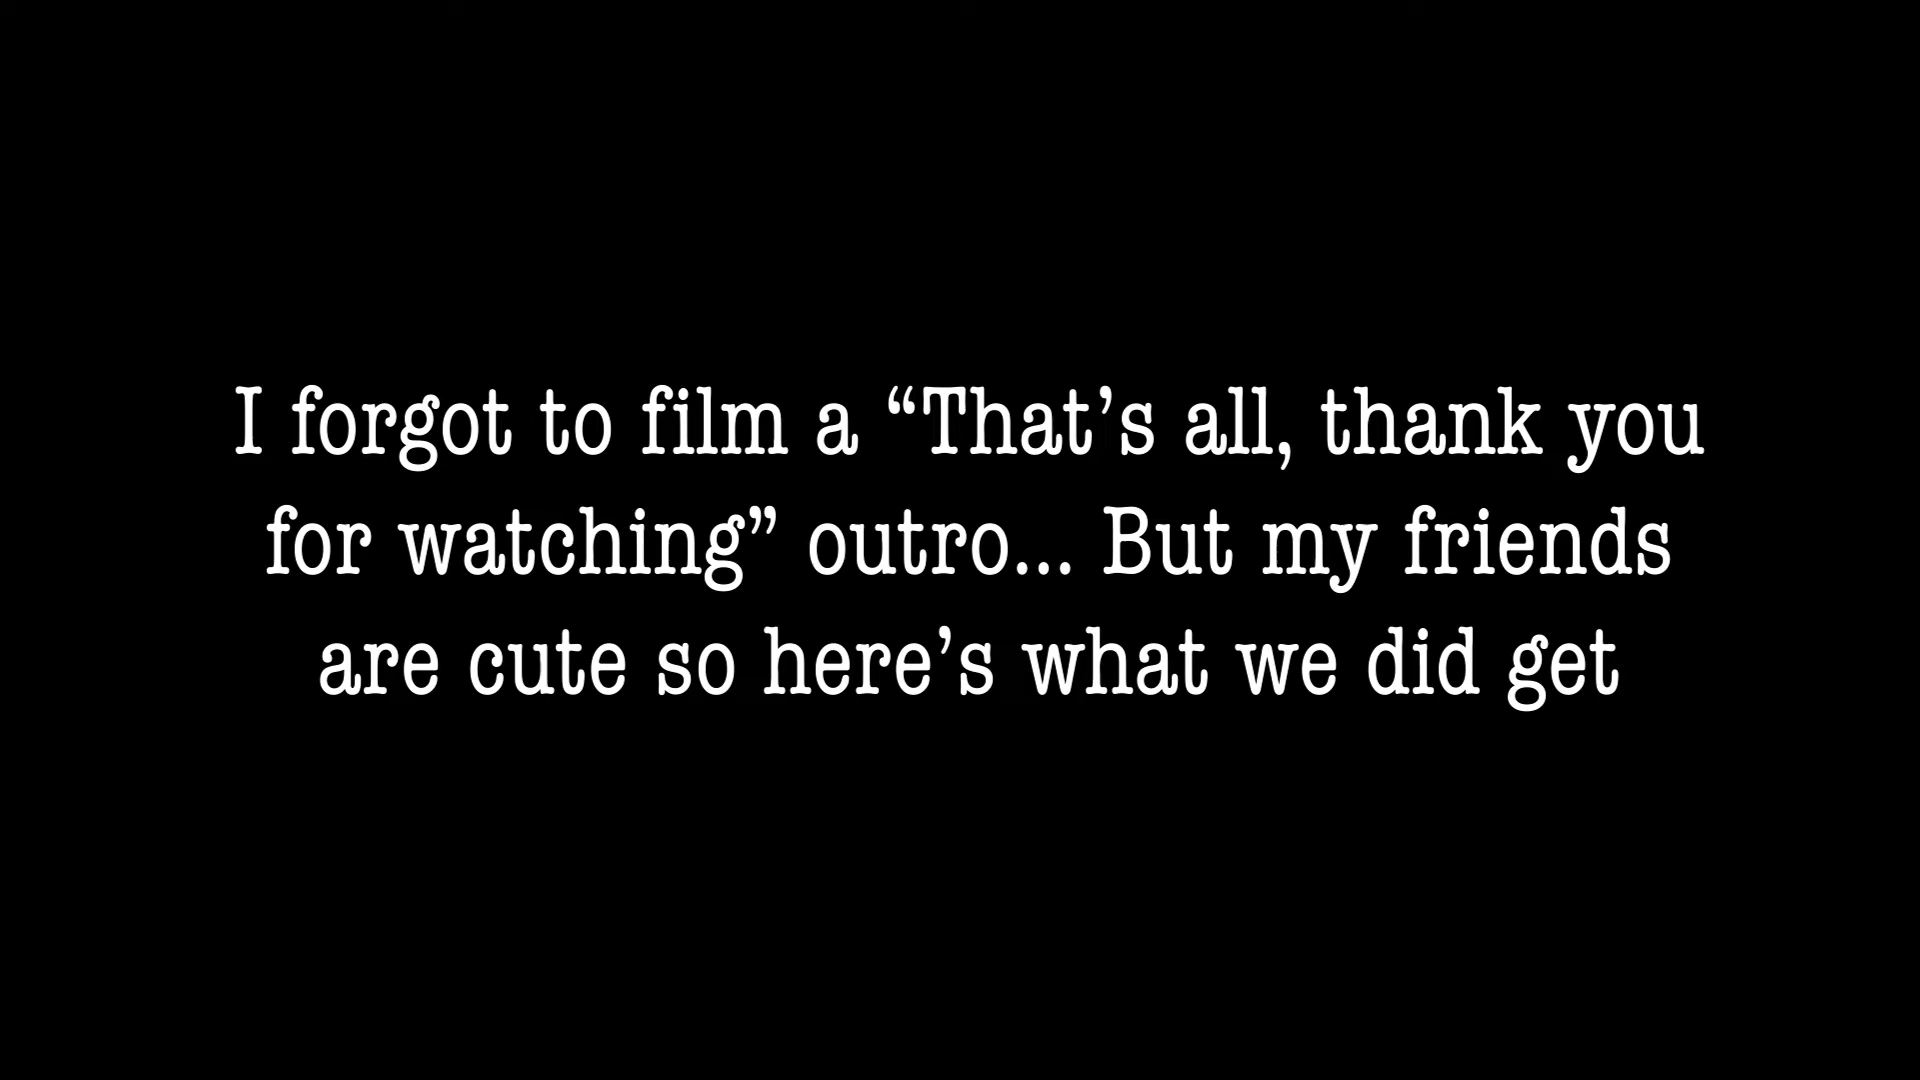 I forgot to film a “That’s all, thank you
for watching” outro... But my friends
are cute so here’s what we did get